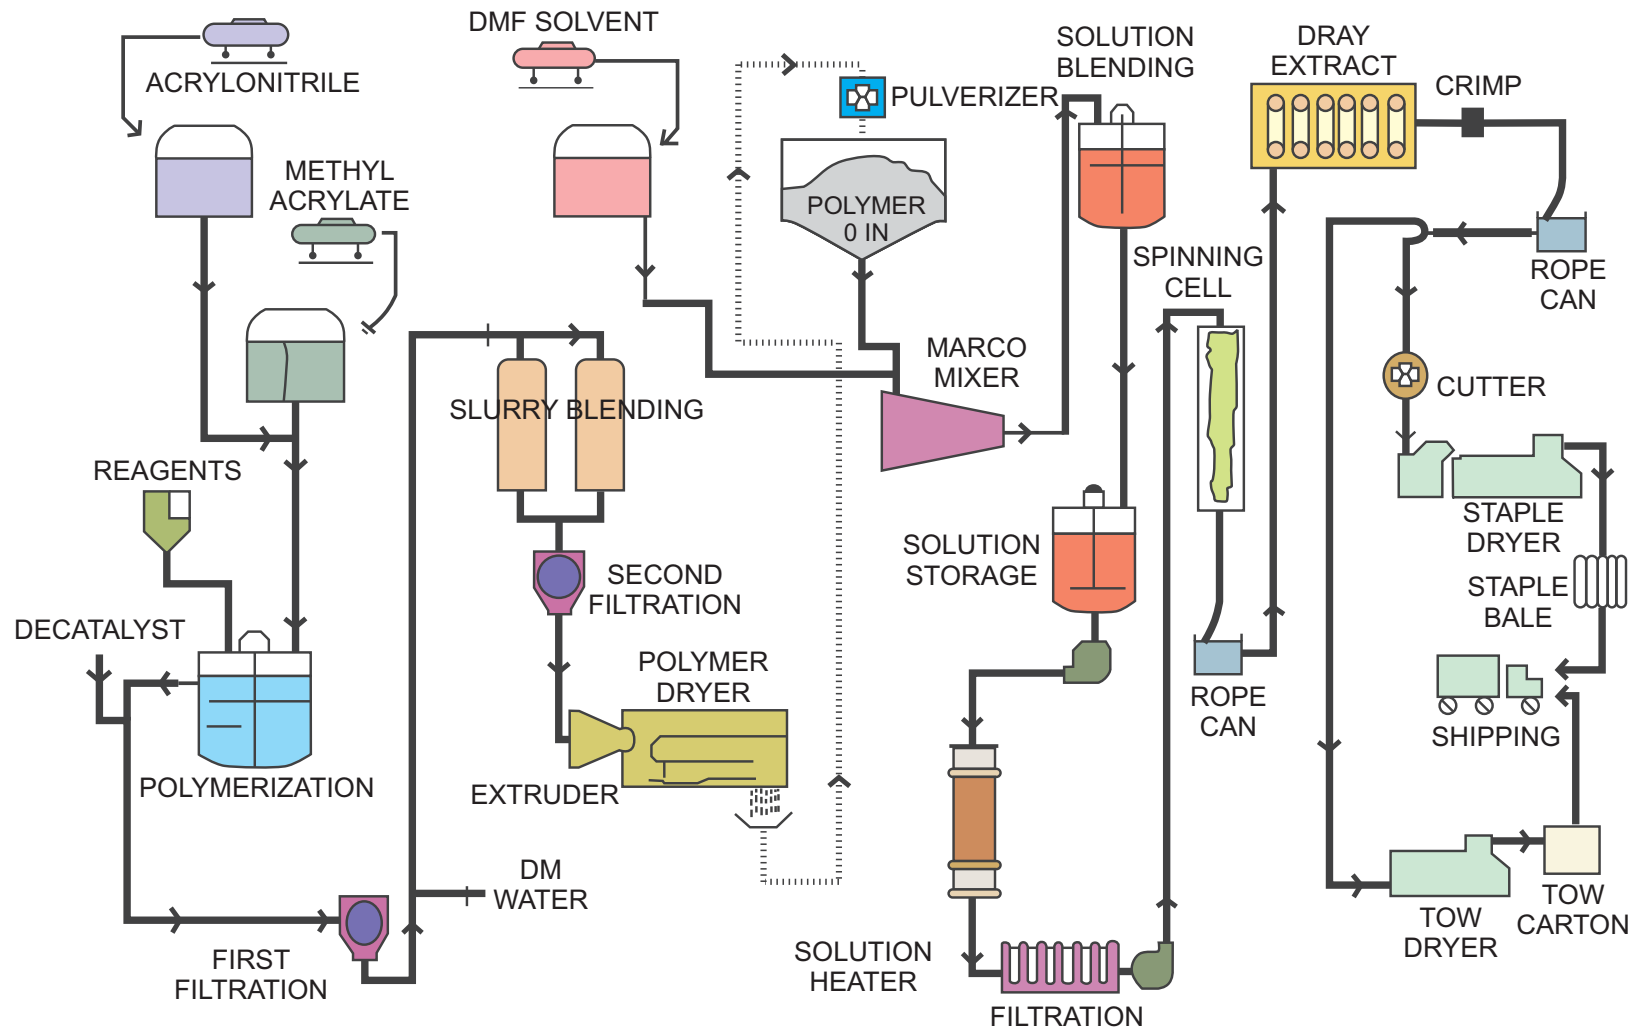 ACRYLONITRILE
METHYL
ACRYLATE
REAGENTS
DECATALYST
POLYMERIZATION
FIRST
FILTRATION
DM
WATER
SLURRY BLENDING
SECOND
FILTRATION
POLYMER
DRYER
EXTRUDER
DMF SOLVENT
PULVERIZER
POLYMER
0 IN
MARCO
MIXER
SOLUTION
BLENDING
SOLUTION
STORAGE
SOLUTION
HEATER
FILTRATION
SPINNING
CELL
ROPE
CAN
DRAY
EXTRACT
CRIMP
ROPE
CAN
CUTTER
STAPLE
DRYER
STAPLE
BALE
SHIPPING
TOW
DRYER
TOW
CARTON